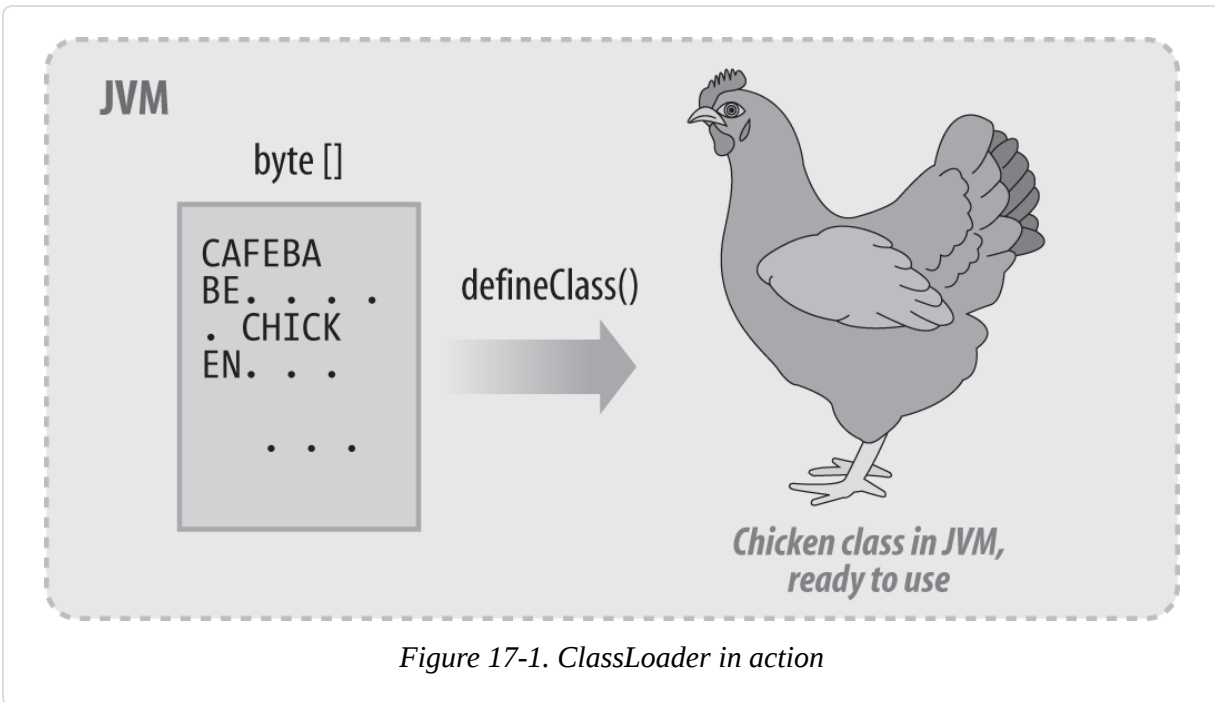 JVM
byte []
CAFEBA
BE. . . .
. CHICK
EN. . .
. . .
defineClass()
Chicken class in JVM,
ready to use
Figure 17-1. ClassLoader in action